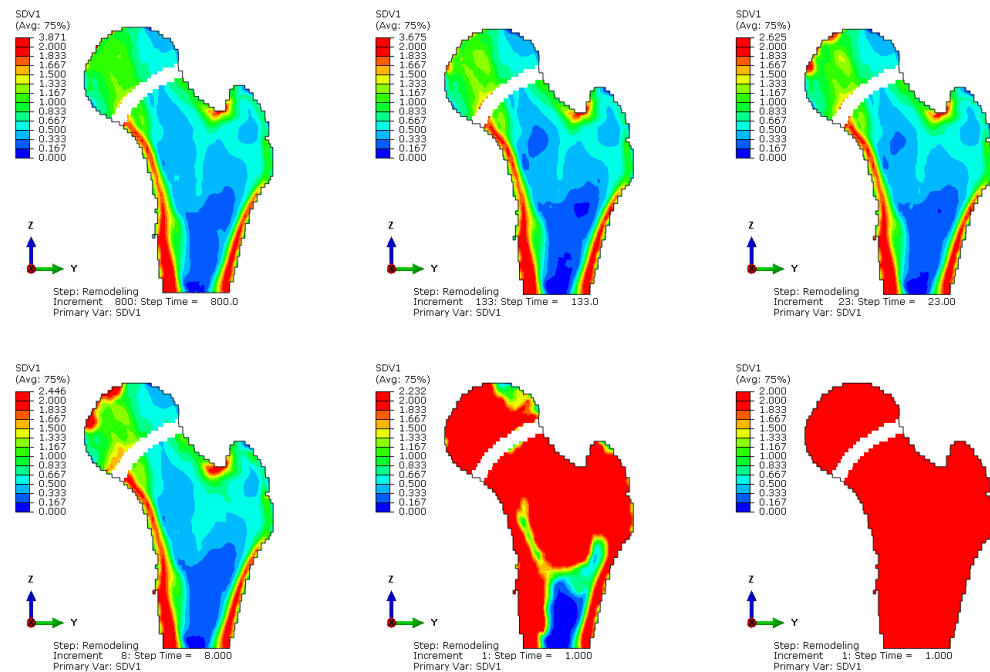 SDV1
(Avg: 75%)
3.871
2.000
1.833
1.667
1.500
1.333
1.167
1.000
0.833
0.667
0.500
0.333
0.167
0.000
Z
X
Y
Step: Remodeling
Increment 800: Step Time = 800.0
Primary Var: SDV1
SDV1
(Avg: 75%)
3.675
2.000
1.833
1.667
1.500
1.333
1.167
1.000
0.833
0.667
0.500
0.333
0.167
0.000
Z
X
Y
Step: Remodeling
Increment 133: Step Time = 133.0
Primary Var: SDV1
SDV1
(Avg: 75%)
2.625
2.000
1.833
1.667
1.500
1.333
1.167
1.000
0.833
0.667
0.500
0.333
0.167
0.000
Z
X
Y
Step: Remodeling
Increment 23: Step Time = 23.00
Primary Var: SDV1
SDV1
(Avg: 75%)
2.446
2.000
1.833
1.667
1.500
1.333
1.167
1.000
0.833
0.667
0.500
0.333
0.167
0.000
Z
X
Y
Step: Remodeling
Increment 8: Step Time = 8.000
Primary Var: SDV1
SDV1
(Avg: 75%)
2.232
2.000
1.833
1.667
1.500
1.333
1.167
1.000
0.833
0.667
0.500
0.333
0.167
0.000
Z
X
Y
Step: Remodeling
Increment 1: Step Time = 1.000
Primary Var: SDV1
SDV1
(Avg: 75%)
2.000
2.000
1.833
1.667
1.500
1.333
1.167
1.000
0.833
0.667
0.500
0.333
0.167
0.000
Z
X
Y
Step: Remodeling
Increment 1: Step Time = 1.000
Primary Var: SDV1